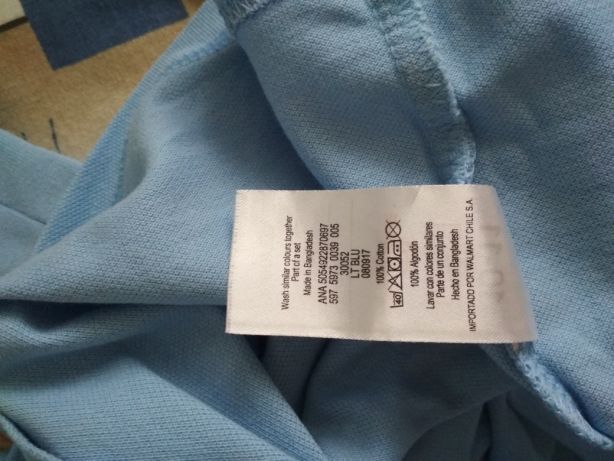 Wash similar colours together
Part of a set
Made in Bangladesh
ANA 5054922870697
597 5973 0039 005
30052
LT BLU
080917
100% Cotton
40
100% Algodón
Lavar con colores similares
Parte de un conjunto
Hecho en Bangladesh
IMPORTADO POR WALMART CHILE S.A.